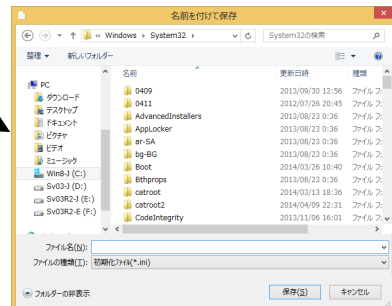 名前を付けて保存
« Windows › System32 ›
System32の検索
整理 新しいフォルダー
名前 更新日時 種類
PC
ダウンロード
デスクトップ
ドキュメント
ピクチャ
ビデオ
ミュージック
Win8-J (C:)
Sv03-J (D:)
Sv03R2-J (E:)
Sv03R2-E (F:)
0409 2013/09/30 12:56 ファイル フ
0411 2012/07/26 20:45 ファイル フ
AdvancedInstallers 2013/08/23 0:36 ファイル フ
AppLocker 2013/08/23 0:36 ファイル フ
ar-SA 2013/08/23 0:36 ファイル フ
bg-BG 2013/08/23 0:36 ファイル フ
Boot 2014/03/26 10:40 ファイル フ
Bthprops 2013/08/23 0:36 ファイル フ
catroot 2014/03/13 18:36 ファイル フ
catroot2 2014/04/09 22:31 ファイル フ
CodeIntegrity 2013/11/06 16:01 ファイル フ
ファイル名(N):
ファイルの種類(T): 初期化ファイル(*.ini)
フォルダーの非表示 保存(S) キャンセル